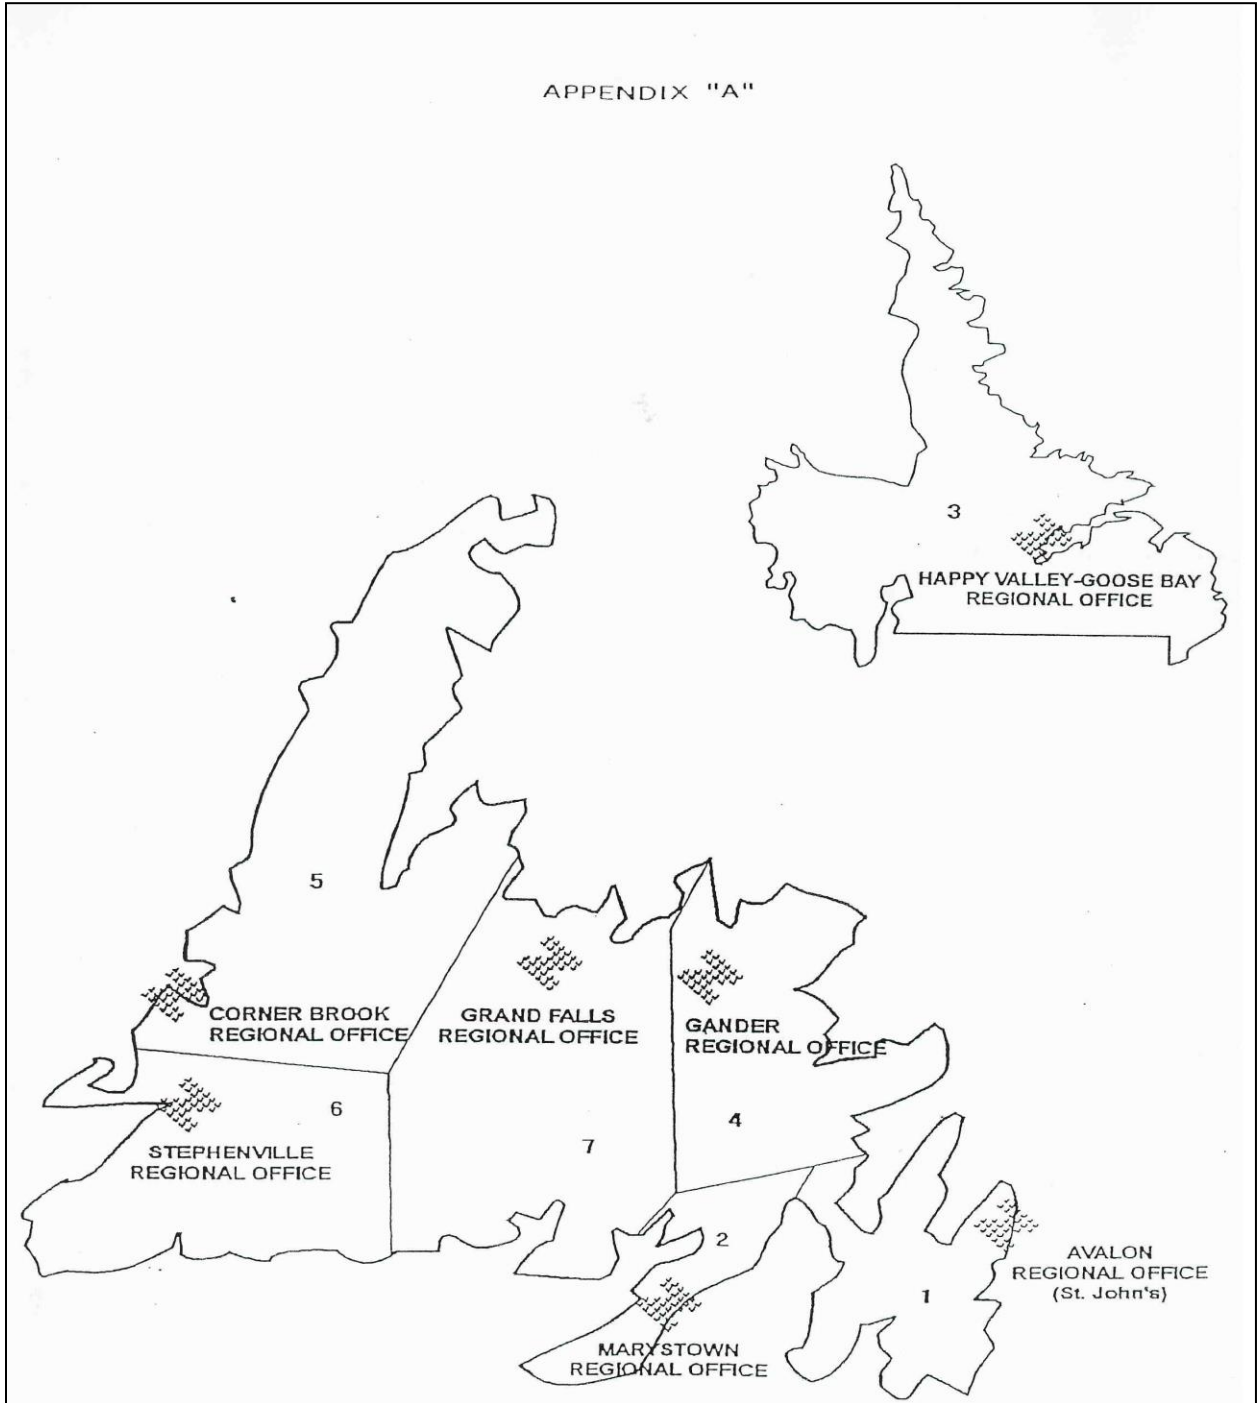 APPENDIX "A"
3
HAPPY VALLEY-GOOSE BAY
REGIONAL OFFICE
5
CORNER BROOK
REGIONAL OFFICE
GRAND FALLS
REGIONAL OFFICE
GANDER
REGIONAL OFFICE
6
4
7
STEPHENVILLE
REGIONAL OFFICE
2
AVALON
REGIONAL OFFICE
(St. John's)
1
MARYSTOWN
REGIONAL OFFICE